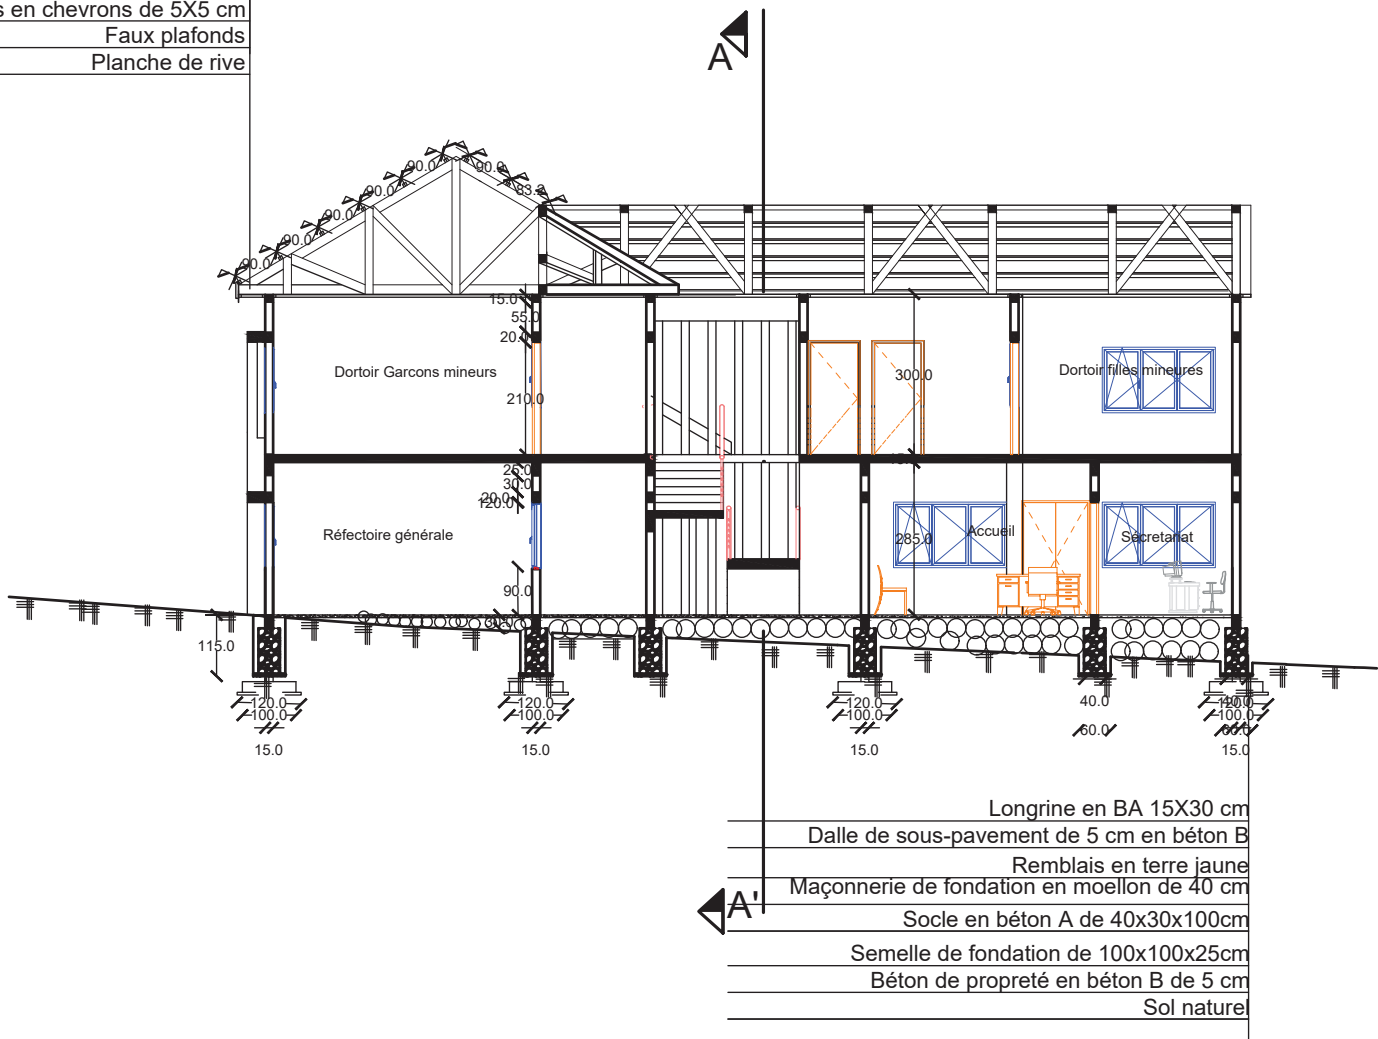 s en chevrons de 5X5 cm
Faux plafonds
Planche de rive
A
90.0
90.0
90.0
90.0
90.0
90.0
83.2
15.0
55.0
20.0
Dortoir Garcons mineurs
210.0
300.0
Dortoir filles mineures
25.0
30.0
20.0
120.0
Réfectoire générale
285.0
Accueil
Sécretariat
90.0
115.0
120.0
100.0
15.0
120.0
100.0
15.0
120.0
100.0
15.0
40.0
60.0
100.0
15.0
Longrine en BA 15X30 cm
Dalle de sous-pavement de 5 cm en béton B
Remblais en terre jaune
Maçonnerie de fondation en moellon de 40 cm
A'
Socle en béton A de 40x30x100cm
Semelle de fondation de 100x100x25cm
Béton de propreté en béton B de 5 cm
Sol naturel